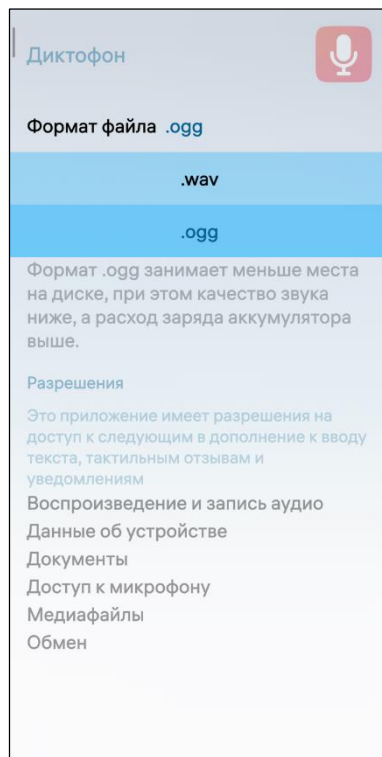 Диктофон
Формат файла .ogg
.wav
.ogg
Формат .ogg занимает меньше места
на диске, при этом качество звука
ниже, а расход заряда аккумулятора
выше.
Разрешения
Это приложение имеет разрешения на
доступ к следующим в дополнение к вводу
текста, тактильным отзывам и
уведомлениям
Воспроизведение и запись аудио
Данные об устройстве
Документы
Доступ к микрофону
Медиафайлы
Обмен